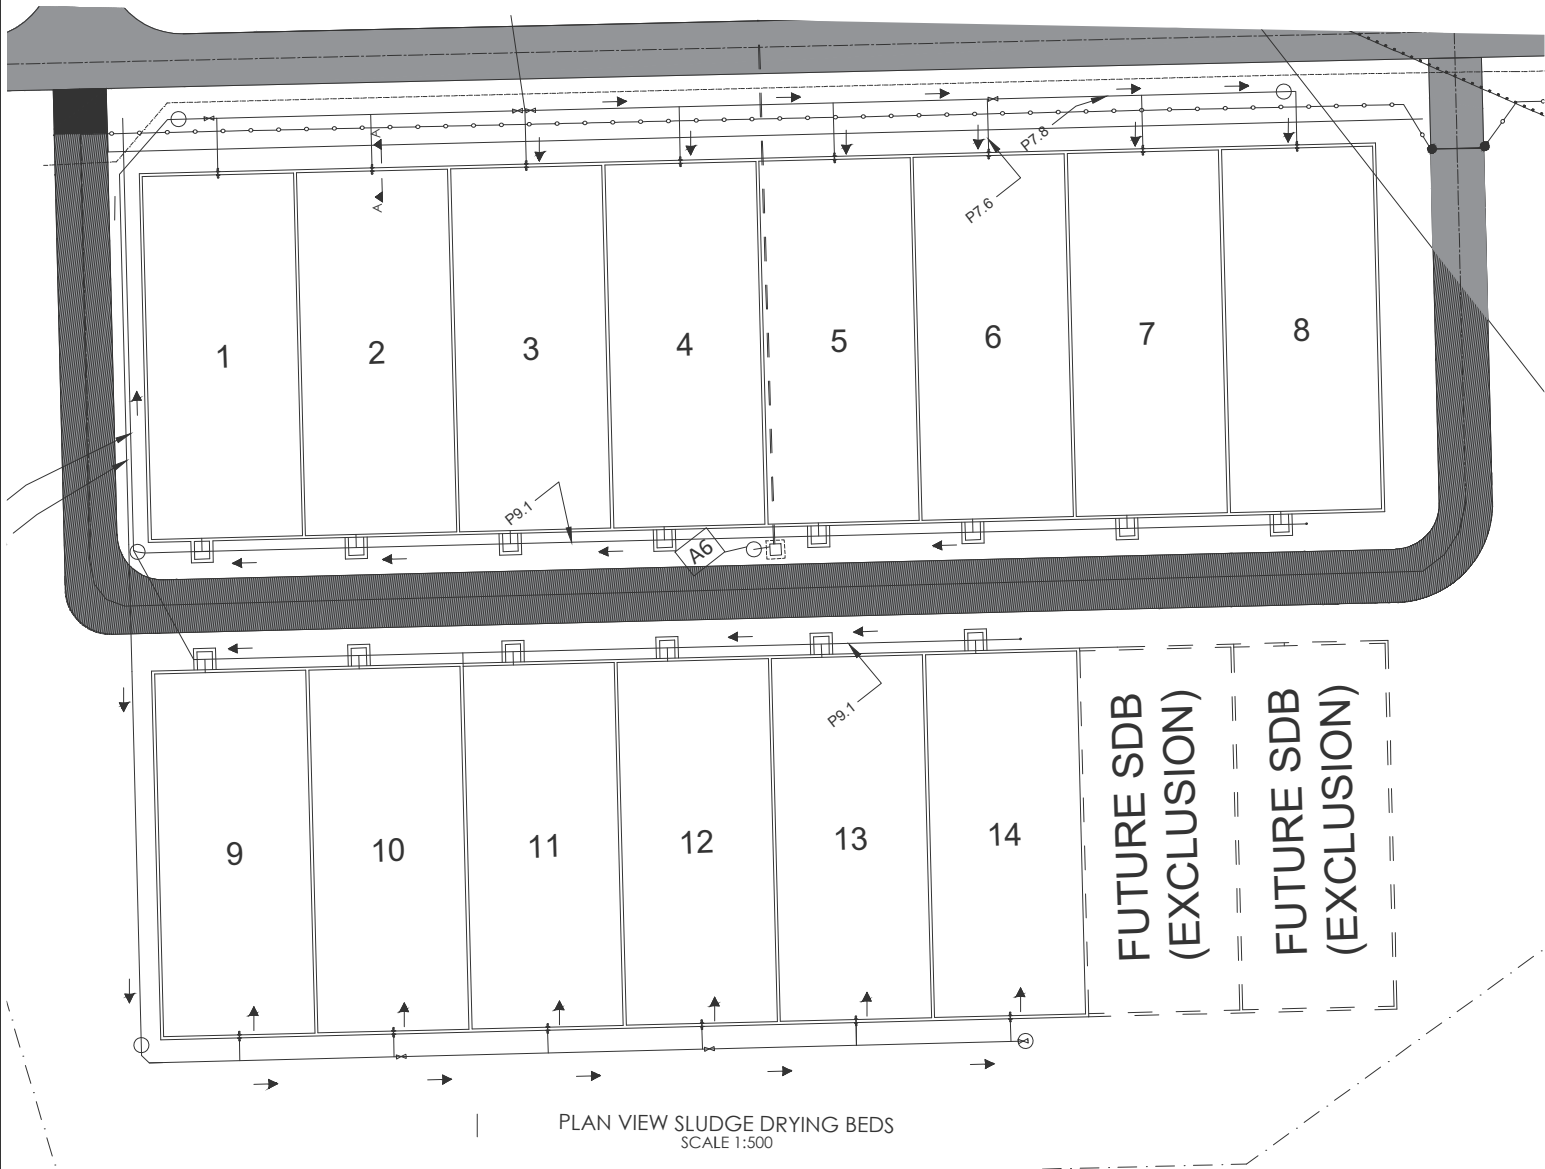 A
A
P7.8
P7.6
1
2
3
4
5
6
7
8
P9.1
A6
P9.1
FUTURE SDB
(EXCLUSION)
FUTURE SDB
(EXCLUSION)
9
10
11
12
13
14
PLAN VIEW SLUDGE DRYING BEDS
SCALE 1:500